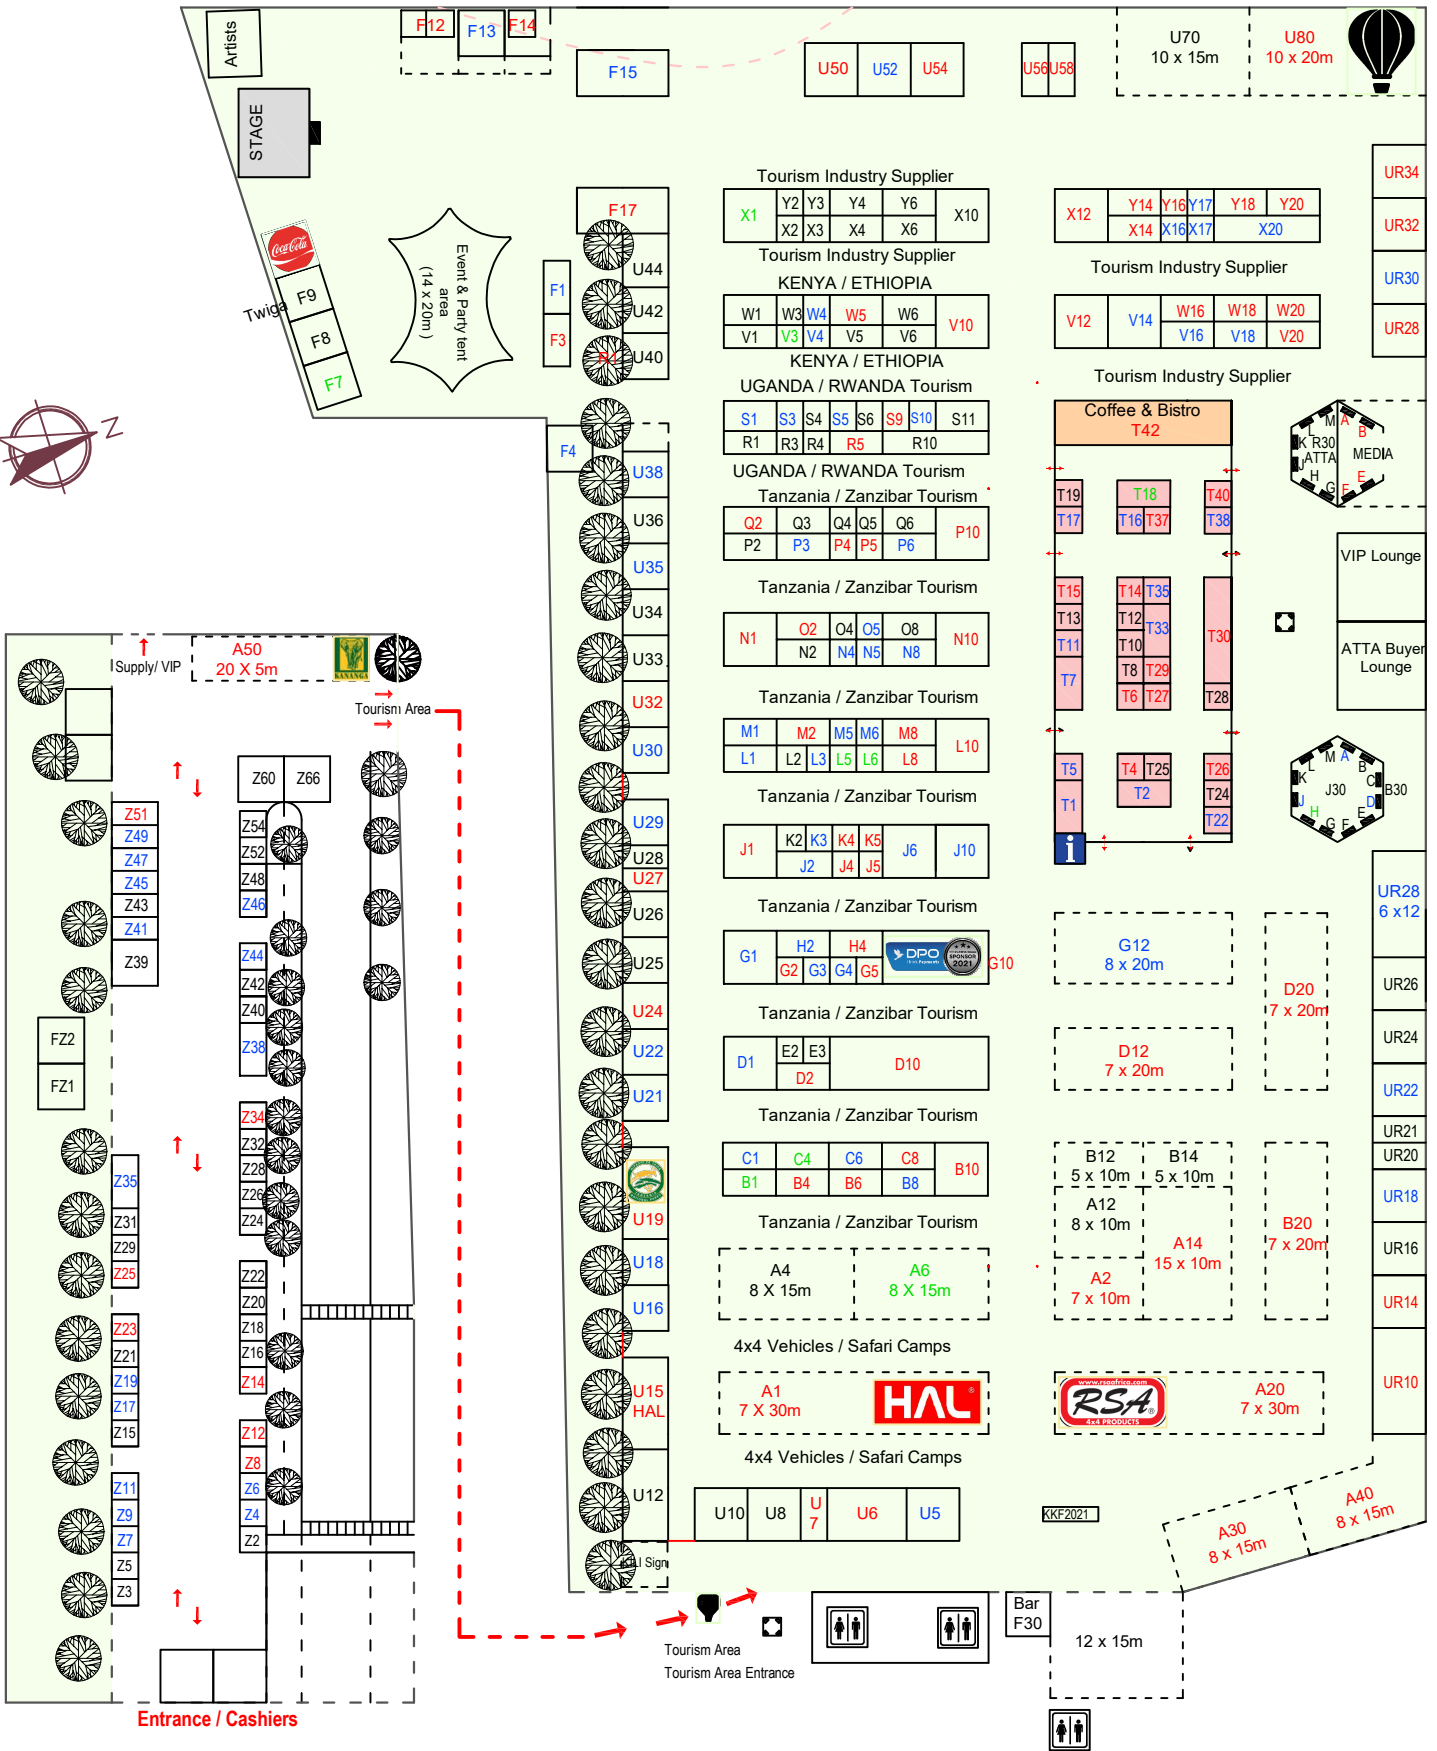 Artists
F12
F13
F14
F15
U50
U52
U54
U56
U58
U70
10 x 15m
U80
10 x 20m
STAGE
Coca-Cola
Twiga
F9
F8
F7
Event & Party tent
area
(14 x 20m )
F1
F3
F4
F17
U44
U42
R1
U40
U38
U36
U35
U34
U33
U32
U30
U29
U28
U27
U26
U25
U24
U22
U21
U19
U18
U16
U15
HAL
U12
KILI Sign
N
Tourism Industry Supplier
X1
Y2
Y3
Y4
Y6
X10
X2
X3
X4
X6
Tourism Industry Supplier
X12
Y14
Y16
Y17
Y18
Y20
X14
X16
X17
X20
Tourism Industry Supplier
KENYA / ETHIOPIA
W1
W3
W4
W5
W6
V10
V1
V3
V4
V5
V6
KENYA / ETHIOPIA
V12
V14
W16
W18
W20
V16
V18
V20
Tourism Industry Supplier
UGANDA / RWANDA Tourism
S1
S3
S4
S5
S6
S9
S10
S11
R1
R3
R4
R5
R10
UGANDA / RWANDA Tourism
Tanzania / Zanzibar Tourism
Q2
Q3
Q4
Q5
Q6
P10
P2
P3
P4
P5
P6
Tanzania / Zanzibar Tourism
N1
O2
O4
O5
O8
N10
N2
N4
N5
N8
Tanzania / Zanzibar Tourism
M1
M2
M5
M6
M8
L10
L1
L2
L3
L5
L6
L8
Tanzania / Zanzibar Tourism
J1
K2
K3
K4
K5
J6
J10
J2
J4
J5
Tanzania / Zanzibar Tourism
G1
H2
H4
DPO
SPONSOR
2021
G10
G2
G3
G4
G5
Tanzania / Zanzibar Tourism
D1
E2
E3
D10
D2
Tanzania / Zanzibar Tourism
C1
C4
C6
C8
B10
B1
B4
B6
B8
Tanzania / Zanzibar Tourism
A4
8 X 15m
A6
8 X 15m
4x4 Vehicles / Safari Camps
A1
7 X 30m
HAL
4x4 Vehicles / Safari Camps
U10
U8
U
7
U6
U5
Coffee & Bistro
T42
T19
T18
T40
T17
T16
T37
T38
T15
T14
T35
T13
T12
T33
T30
T11
T10
T7
T8
T29
T6
T27
T28
T5
T4
T25
T26
T1
T2
T24
T22
i
UR34
UR32
UR30
UR28
M
A
L
B
K
R30
J
ATTA
MEDIA
H
E
G
F
VIP Lounge
ATTA Buyer
Lounge
M
A
L
B
K
C
J30
B30
J
D
H
E
G
F
UR28
6 x12
UR26
UR24
UR22
UR21
UR20
UR18
UR16
UR14
UR10
G12
8 x 20m
D20
7 x 20m
D12
7 x 20m
B12
5 x 10m
B14
5 x 10m
A12
8 x 10m
A14
15 x 10m
A2
7 x 10m
B20
7 x 20m
www.rsaafrica.com
RSA
4x4 PRODUCTS
A20
7 x 30m
KKF2021
A30
8 x 15m
A40
8 x 15m
Bar
F30
12 x 15m
Tourism Area
Tourism Area Entrance
Supply/ VIP
A50
20 X 5m
KANANGA
Tourism Area
Z60
Z66
Z51
Z49
Z47
Z45
Z43
Z41
Z39
Z54
Z52
Z48
Z46
Z44
Z42
Z40
Z38
FZ2
FZ1
Z34
Z32
Z28
Z26
Z24
Z35
Z31
Z29
Z25
Z22
Z20
Z18
Z16
Z14
Z23
Z21
Z19
Z17
Z15
Z12
Z8
Z6
Z4
Z2
Z11
Z9
Z7
Z5
Z3
Entrance / Cashiers